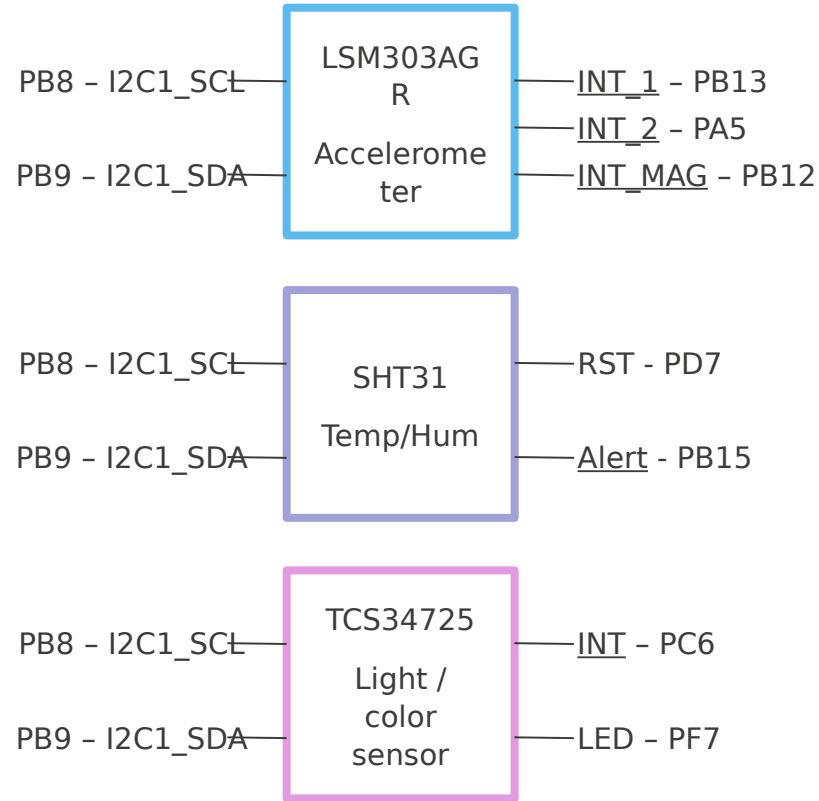 PB8 – I2C1_SCL
PB9 – I2C1_SDA
LSM303AG
R
Accelerome
ter
INT_1 – PB13
INT_2 – PA5
INT_MAG – PB12
PB8 – I2C1_SCL
PB9 – I2C1_SDA
SHT31
Temp/Hum
RST - PD7
Alert - PB15
PB8 – I2C1_SCL
PB9 – I2C1_SDA
TCS34725
Light /
color
sensor
INT – PC6
LED – PF7